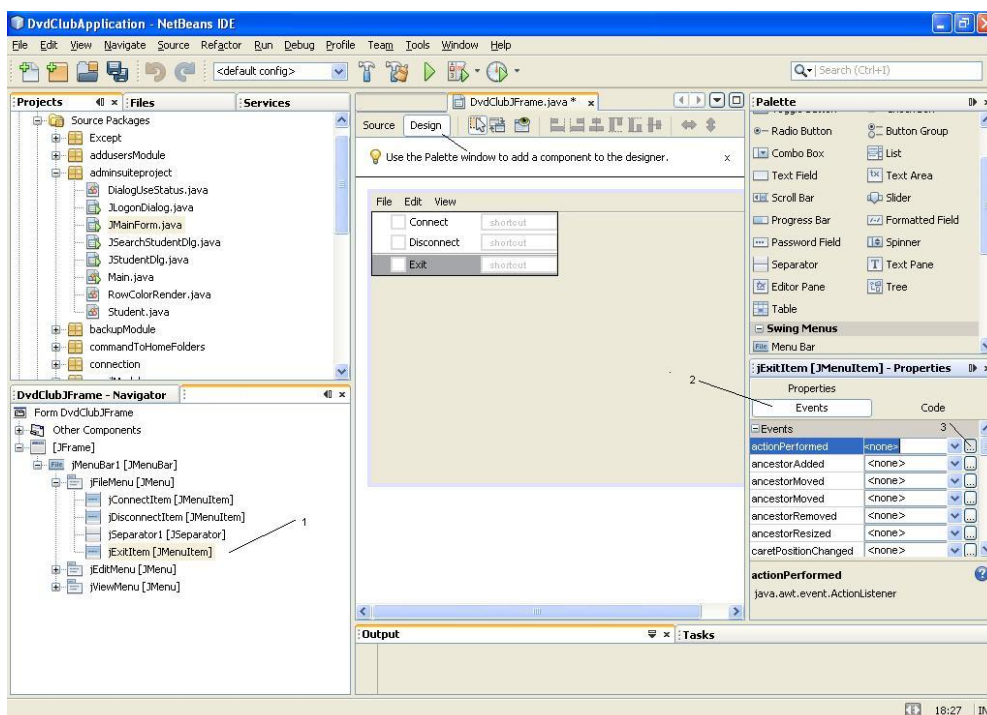 DvdClubApplication - NetBeans IDE
File Edit View Navigate Source Refactor Run Debug Profile Team Tools Window Help
<default config>
Search (Ctrl+I)
Projects Files Services
Source Packages
Except
addusersModule
adminsuiteproject
DialogUseStatus.java
JLogonDialog.java
JMainForm.java
JSearchStudentDlg.java
JStudentDlg.java
Main.java
RowColorRender.java
Student.java
backupModule
commandToHomeFolders
connection
DvdClubJFrame - Navigator
Form DvdClubJFrame
Other Components
[JFrame]
jMenuBar1 [JMenuBar]
jFileMenu [JMenu]
jConnectItem [JMenuItem]
jDisconnectItem [JMenuItem]
jSeparator1 [JSeparator]
jExitItem [JMenuItem]
jEditMenu [JMenu]
jViewMenu [JMenu]
1
DvdClubJFrame.java *
Source Design
Use the Palette window to add a component to the designer.
File Edit View
Connect shortcut
Disconnect shortcut
Exit shortcut
2
Output Tasks
Palette
Radio Button Button Group
Combo Box List
Text Field Text Area
Scroll Bar Slider
Progress Bar Formatted Field
Password Field Spinner
Separator Text Pane
Editor Pane Tree
Table
Swing Menus
Menu Bar
jExitItem [JMenuItem] - Properties
Properties
Events Code
Events 3
actionPerformed <none>
ancestorAdded <none>
ancestorMoved <none>
ancestorMoved <none>
ancestorRemoved <none>
ancestorResized <none>
caretPositionChanged <none>
actionPerformed
java.awt.event.ActionListener
18:27 IN